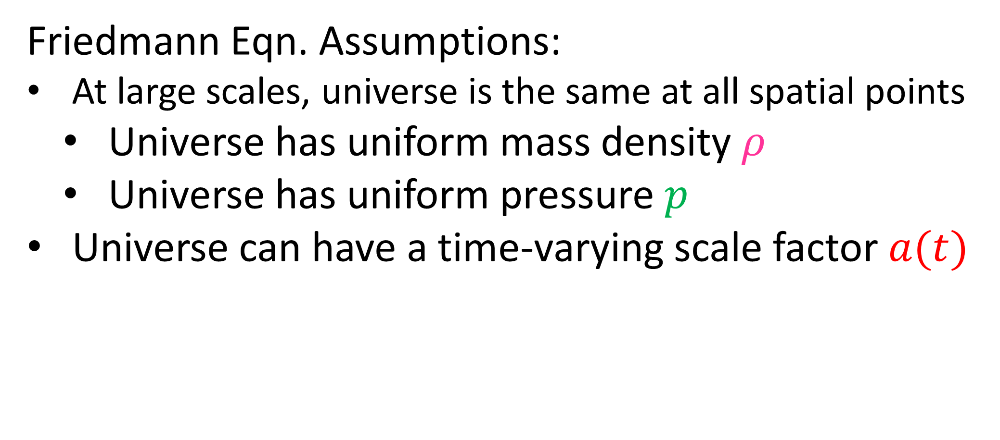 Friedmann Eqn. Assumptions:
• At large scales, universe is the same at all spatial points
• Universe has uniform mass density ρ
• Universe has uniform pressure p
• Universe can have a time-varying scale factor a(t)